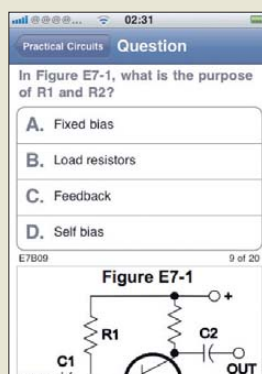 @@@@... 02:31
Practical Circuits Question
In Figure E7-1, what is the purpose
of R1 and R2?
A. Fixed bias
B. Load resistors
C. Feedback
D. Self bias
E7B09 9 of 20
Figure E7-1
+
R1
C2
C1
OUT